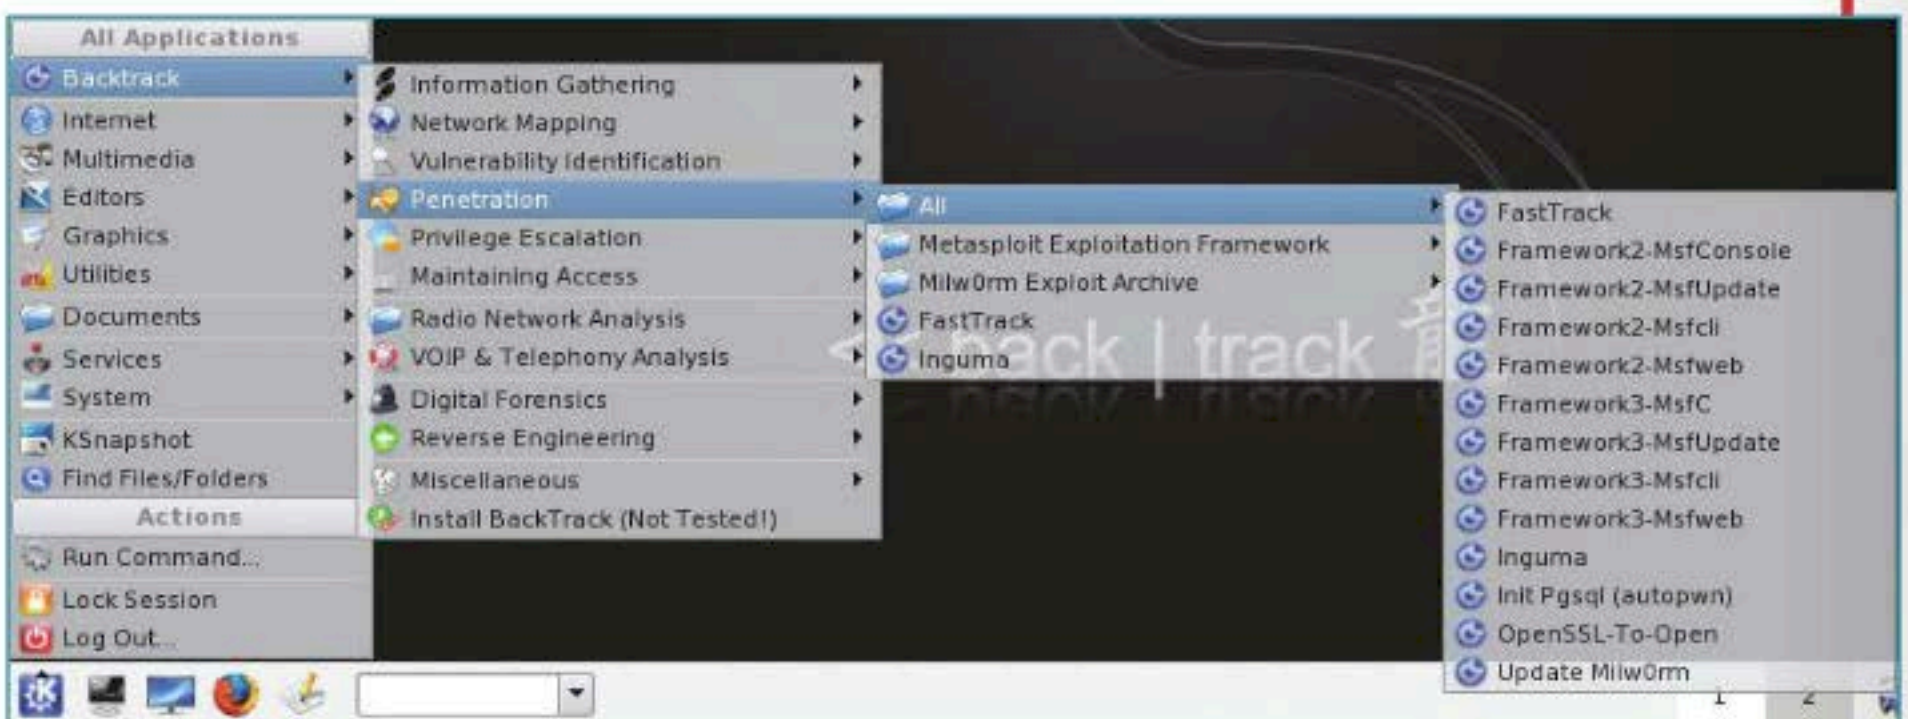 All Applications
Backtrack
Internet
Multimedia
Editors
Graphics
Utilities
Documents
Services
System
KSnapshot
Find Files/Folders
Actions
Run Command...
Lock Session
Log Out...
Information Gathering
Network Mapping
Vulnerability Identification
Penetration
Privilege Escalation
Maintaining Access
Radio Network Analysis
VOIP & Telephony Analysis
Digital Forensics
Reverse Engineering
Miscellaneous
Install BackTrack (Not Tested!)
All
Metasploit Exploitation Framework
Milw0rm Exploit Archive
FastTrack
Inguma
FastTrack
Framework2-MsfConsole
Framework2-MsfUpdate
Framework2-Msfcli
Framework2-Msfweb
Framework3-MsfC
Framework3-MsfUpdate
Framework3-Msfcli
Framework3-Msfweb
Inguma
Init Pgsql (autopwn)
OpenSSL-To-Open
Update Milw0rm
<< back | track
1
2